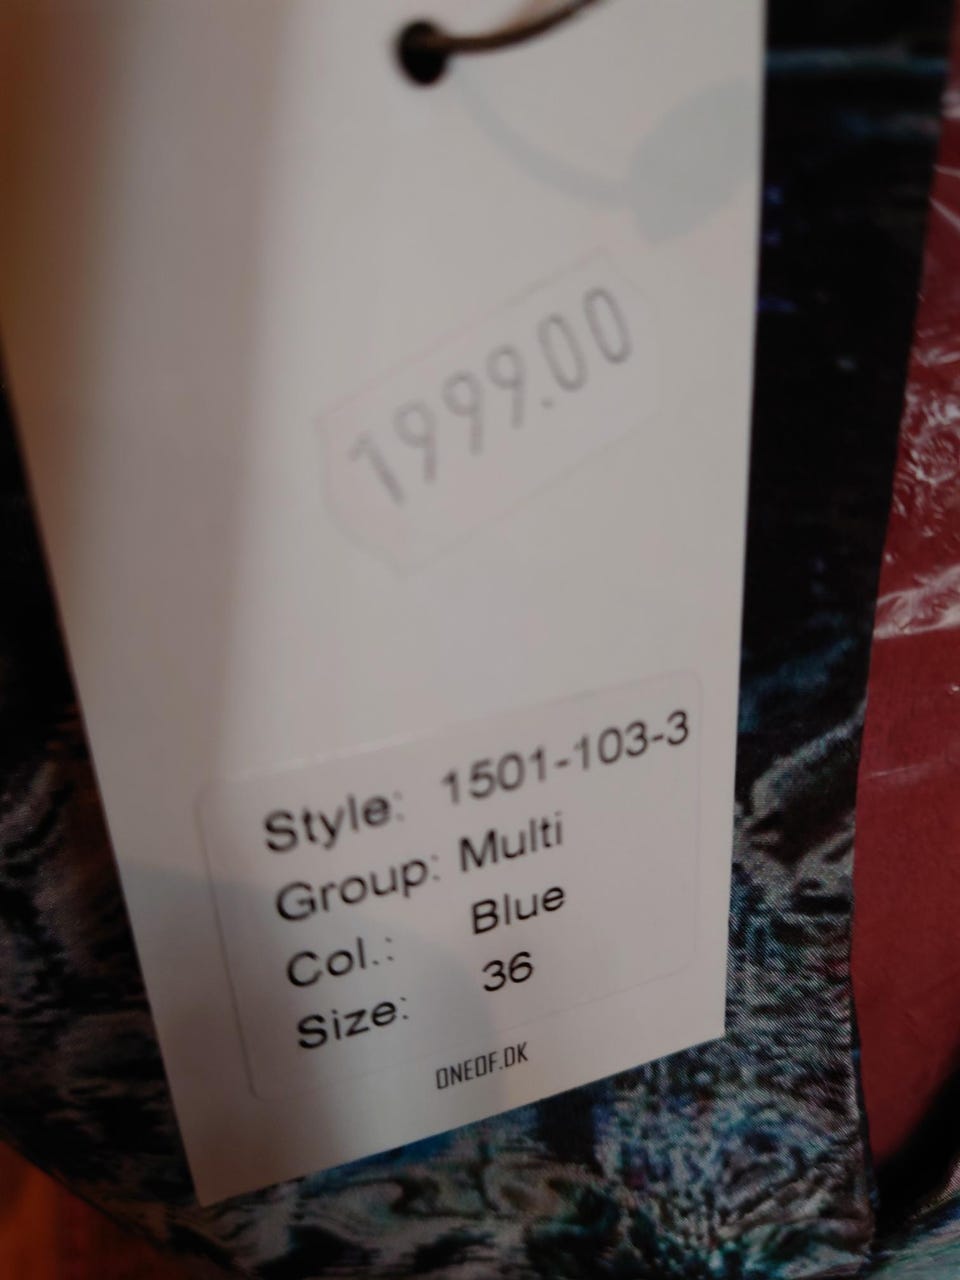 1999.00
Style: 1501-103-3
Group: Multi
Col.: Blue
Size: 36
ONEOF.DK